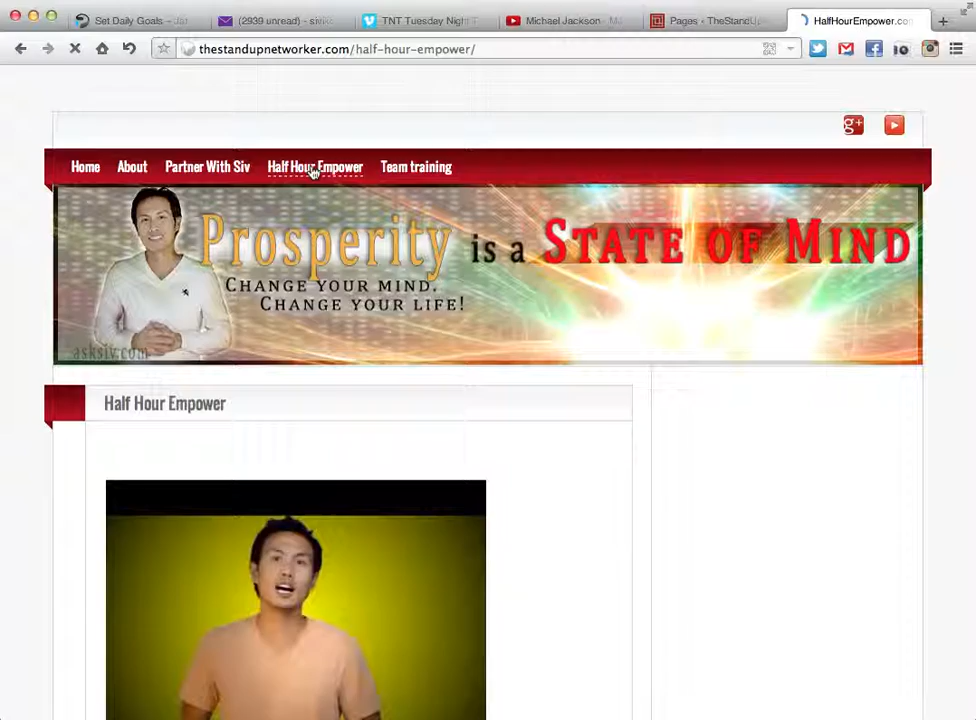 Set Daily Goals
(2939 unread)
TNT Tuesday Night T
Michael Jackson
Pages
TheStandUp
HalfHourEmpower.co
thestandupnetworker.com/half-hour-empower/
io
g+
Home
About
Partner With Siv
Half Hour Empower
Team training
Prosperity is a STATE OF MIND
CHANGE YOUR MIND.
CHANGE YOUR LIFE!
asksiv.com
Half Hour Empower